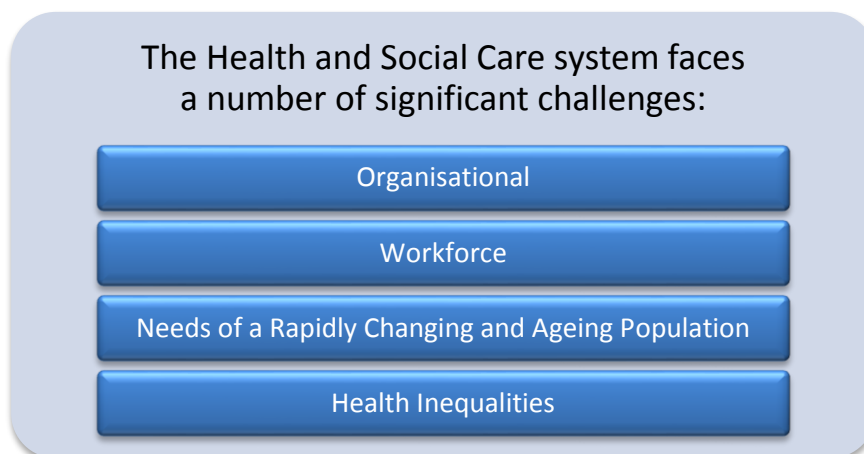 The Health and Social Care system faces
a number of significant challenges:
Organisational
Workforce
Needs of a Rapidly Changing and Ageing Population
Health Inequalities